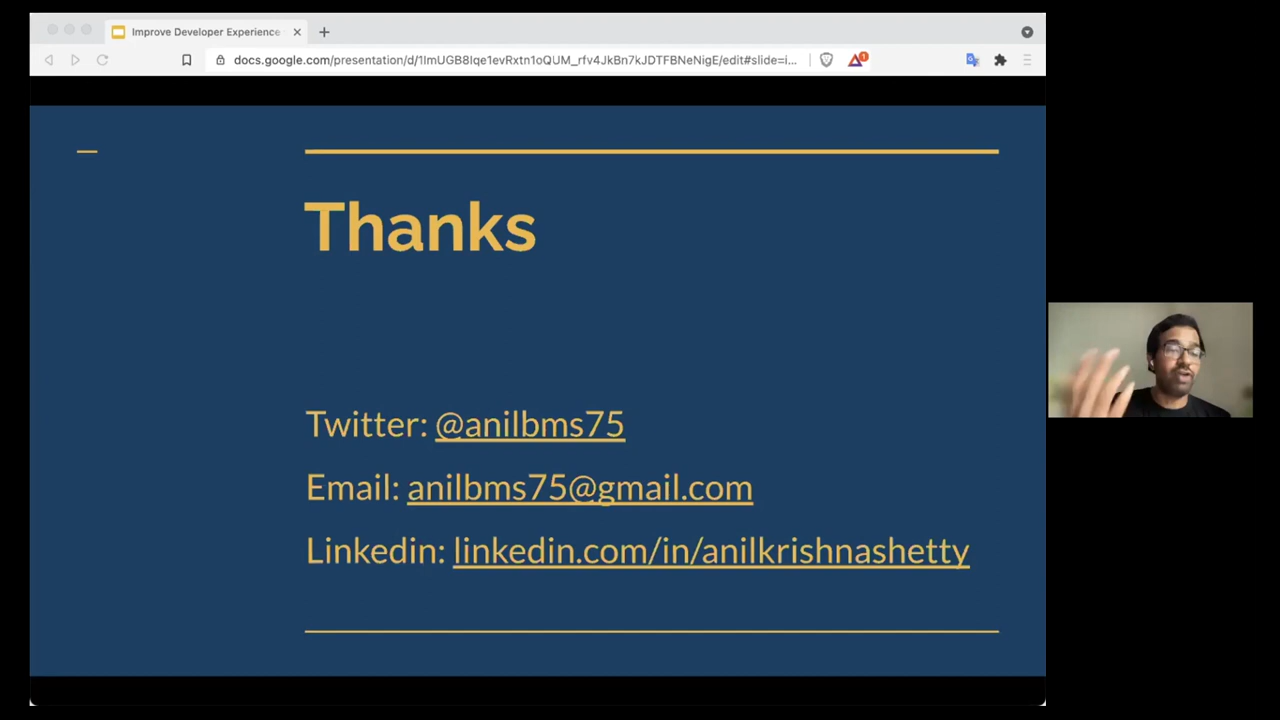 Improve Developer Experience
docs.google.com/presentation/d/1ImUGB8Iqe1evRxtn1oQUM_rfv4JkBn7kJDTFBNeNigE/edit#slide=i...
1
Thanks
Twitter: @anilbms75
Email: anilbms75@gmail.com
Linkedin: linkedin.com/in/anilkrishnashetty